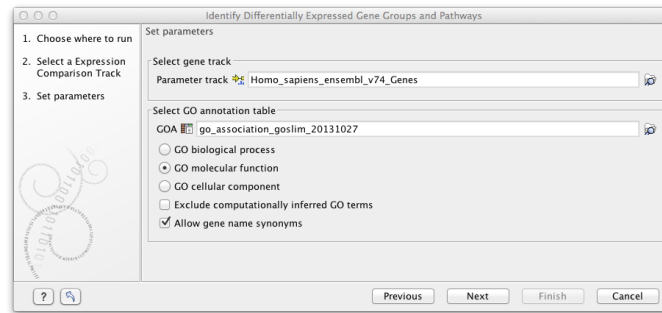 Identify Differentially Expressed Gene Groups and Pathways
1. Choose where to run
2. Select a Expression
Comparison Track
3. Set parameters
Set parameters
Select gene track
Parameter track Homo_sapiens_ensembl_v74_Genes
Select GO annotation table
GOA go_association_goslim_20131027
GO biological process
GO molecular function
GO cellular component
Exclude computationally inferred GO terms
Allow gene name synonyms
? Previous Next Finish Cancel